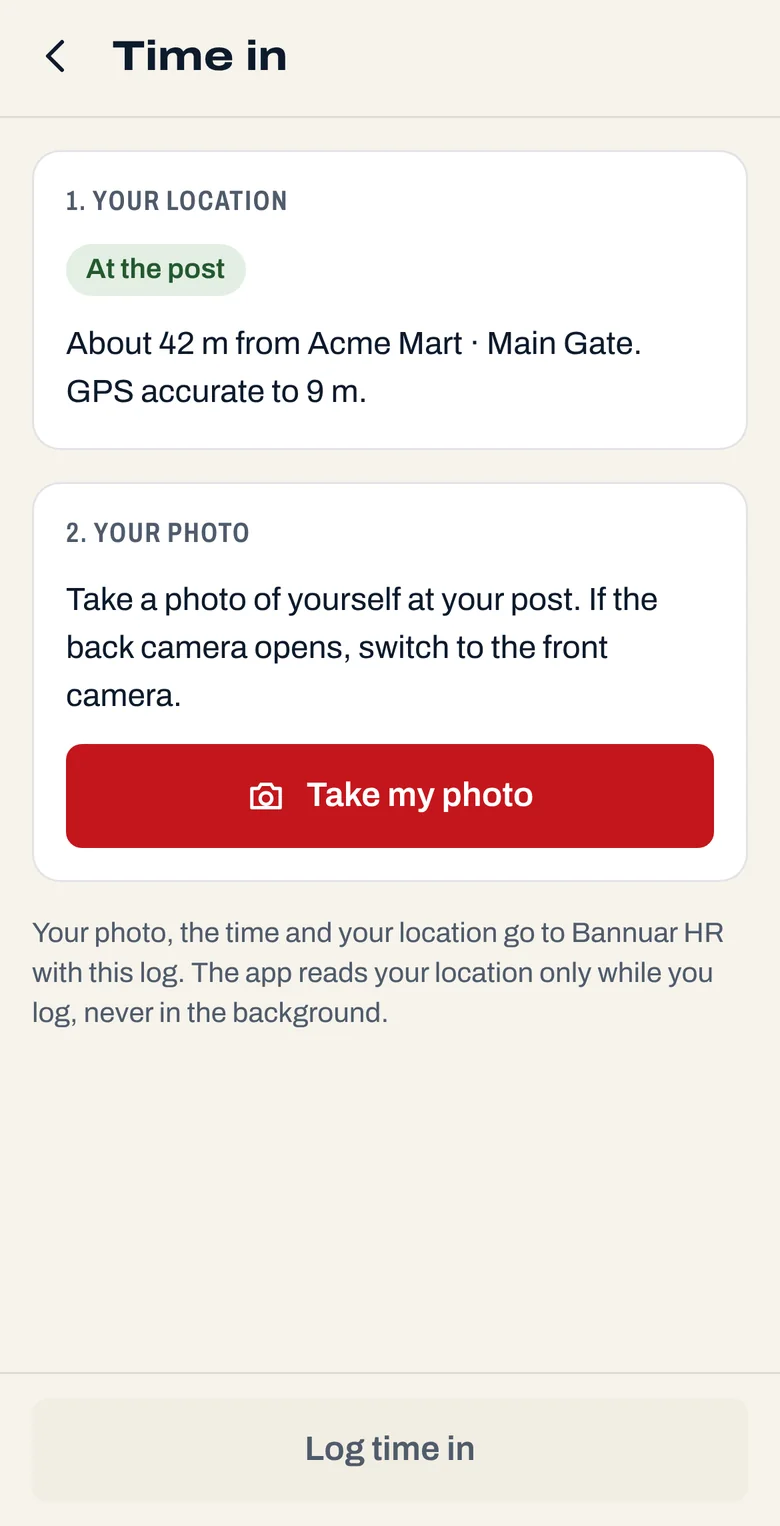 Time in
1. YOUR LOCATION
At the post
About 42 m from Acme Mart · Main Gate.
GPS accurate to 9 m.
2. YOUR PHOTO
Take a photo of yourself at your post. If the
back camera opens, switch to the front
camera.
Take my photo
Your photo, the time and your location go to Bannuar HR
with this log. The app reads your location only while you
log, never in the background.
Log time in